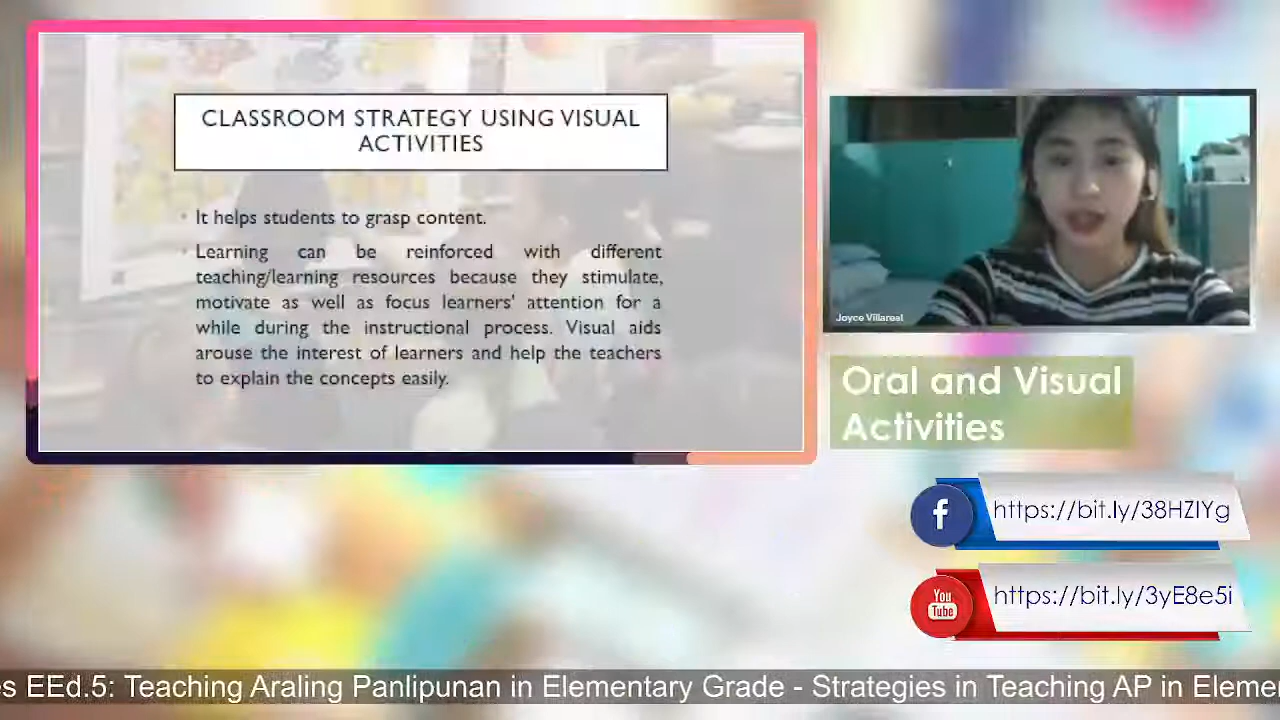 CLASSROOM STRATEGY USING VISUAL
ACTIVITIES
• It helps students to grasp content.
• Learning can be reinforced with different
teaching/learning resources because they stimulate,
motivate as well as focus learners' attention for a
while during the instructional process. Visual aids
arouse the interest of learners and help the teachers
to explain the concepts easily.
Joyce Villareal
Oral and Visual
Activities
f
https://bit.ly/38HZIYg
You
Tube
https://bit.ly/3yE8e5i
s EEd.5: Teaching Araling Panlipunan in Elementary Grade - Strategies in Teaching AP in Eleme